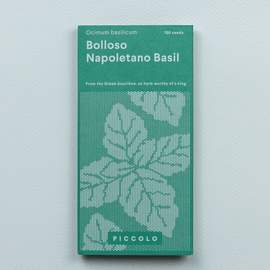 Ocimum basilicum 150 seeds
Bolloso
Napoletano Basil
From the Greek basilikos, an herb worthy of a king
PICCOLO